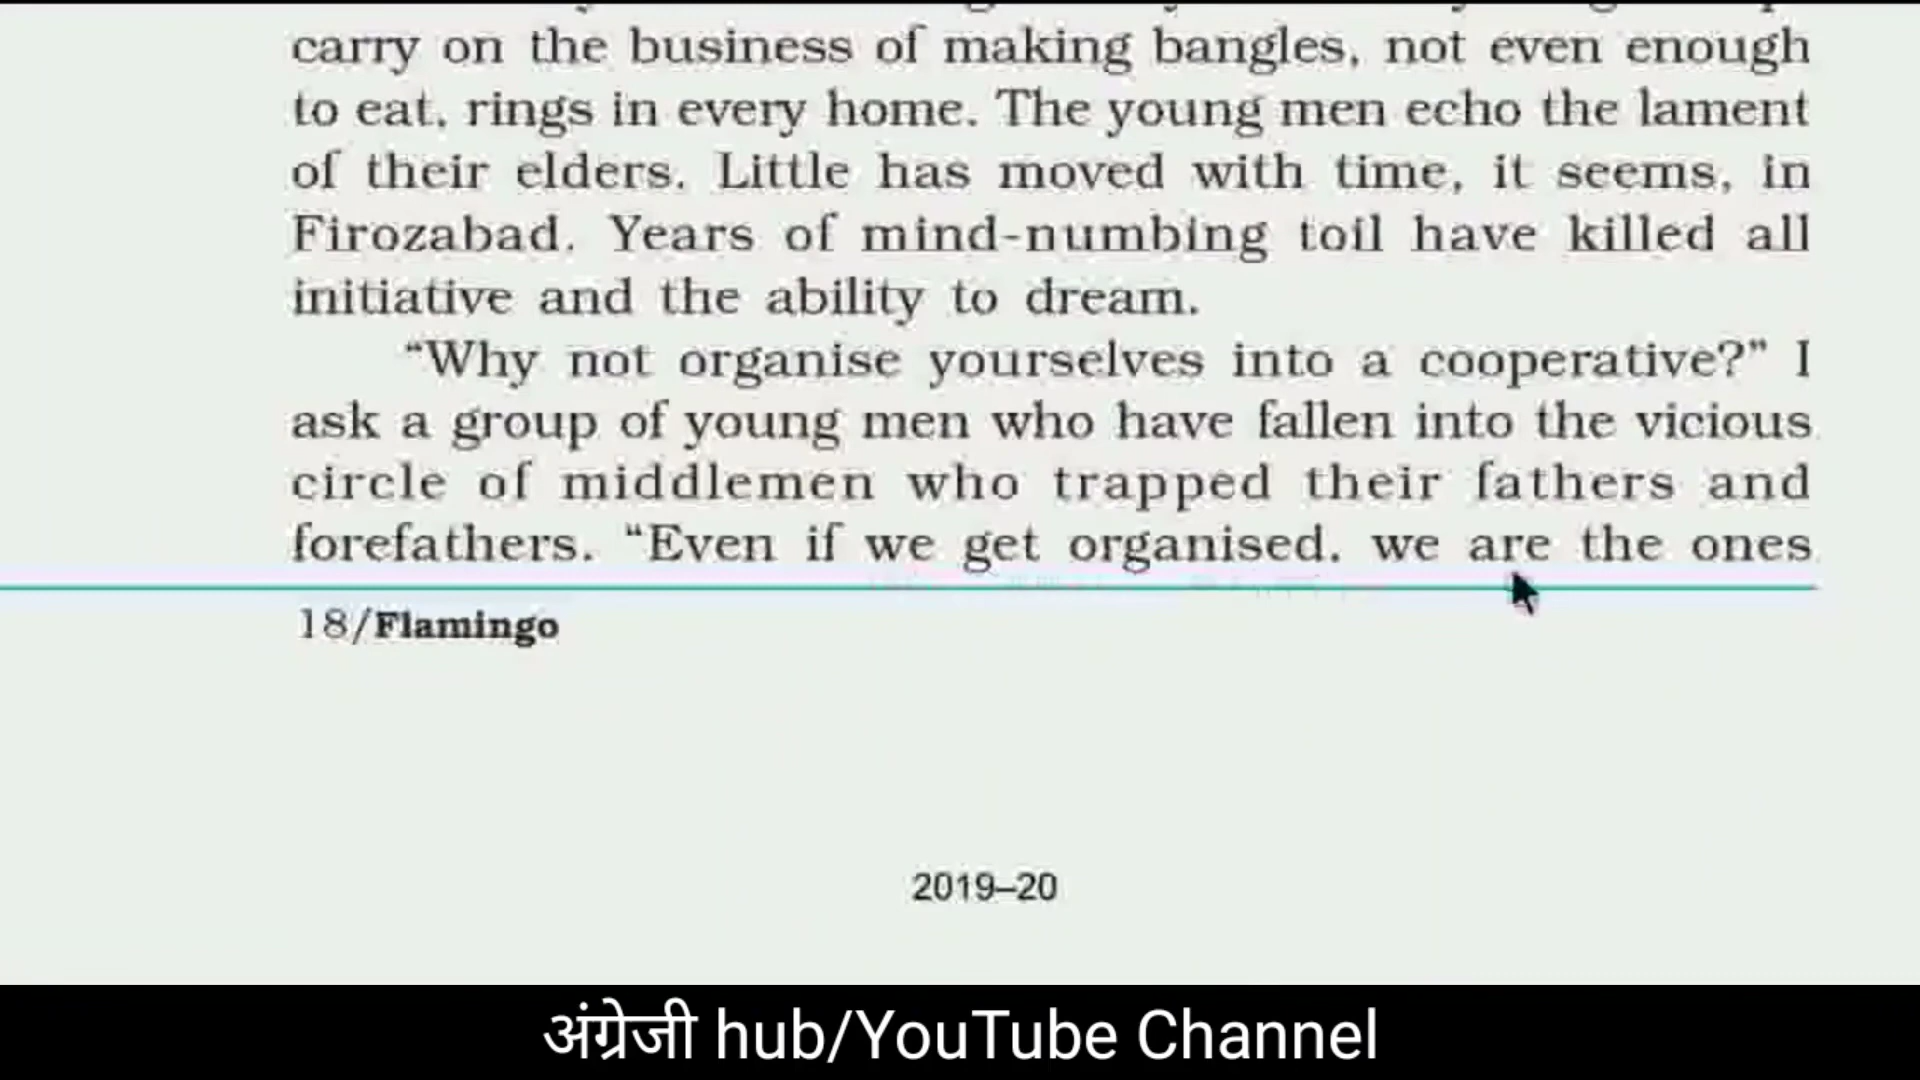 carry on the business of making bangles, not even enough
to eat, rings in every home. The young men echo the lament
of their elders. Little has moved with time, it seems, in
Firozabad. Years of mind-numbing toil have killed all
initiative and the ability to dream.
“Why not organise yourselves into a cooperative?” I
ask a group of young men who have fallen into the vicious
circle of middlemen who trapped their fathers and
forefathers. “Even if we get organised, we are the ones
18/Flamingo
2019–20
अंग्रेजी hub/YouTube Channel